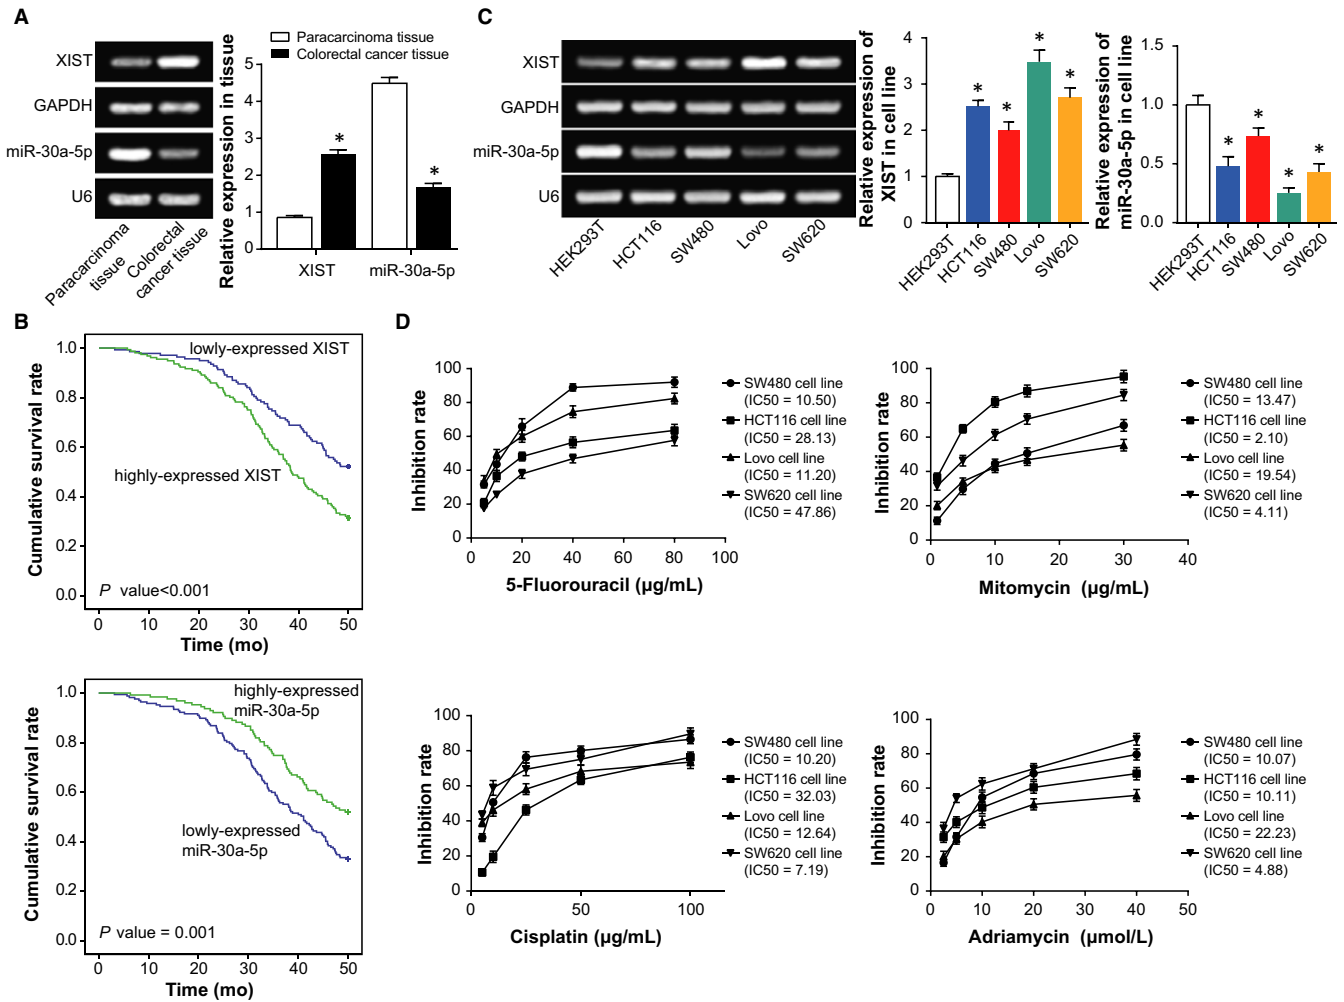 A
XIST
GAPDH
miR-30a-5p
U6
Paracarcinoma
tissue
Colorectal
cancer tissue
Relative expression in tissue
Paracarcinoma tissue
Colorectal cancer tissue
5
4
3
2
1
0
*
*
XIST
miR-30a-5p
C
XIST
GAPDH
miR-30a-5p
U6
HEK293T
HCT116
SW480
Lovo
SW620
Relative expression of
XIST in cell line
4
3
2
1
0
*
*
*
*
HEK293T
HCT116
SW480
Lovo
SW620
Relative expression of
miR-30a-5p in cell line
1.5
1.0
0.5
0.0
*
*
*
*
HEK293T
HCT116
SW480
Lovo
SW620
B
Cumulative survival rate
1.0
0.8
0.6
0.4
0.2
0.0
lowly-expressed XIST
highly-expressed XIST
P value<0.001
0 10 20 30 40 50
Time (mo)
Cumulative survival rate
1.0
0.8
0.6
0.4
0.2
0.0
highly-expressed
miR-30a-5p
lowly-expressed
miR-30a-5p
P value = 0.001
0 10 20 30 40 50
Time (mo)
D
Inhibition rate
100
80
60
40
20
0
0 20 40 60 80 100
5-Fluorouracil (µg/mL)
SW480 cell line
(IC50 = 10.50)
HCT116 cell line
(IC50 = 28.13)
Lovo cell line
(IC50 = 11.20)
SW620 cell line
(IC50 = 47.86)
Inhibition rate
100
80
60
40
20
0
0 10 20 30 40
Mitomycin (µg/mL)
SW480 cell line
(IC50 = 13.47)
HCT116 cell line
(IC50 = 2.10)
Lovo cell line
(IC50 = 19.54)
SW620 cell line
(IC50 = 4.11)
Inhibition rate
100
80
60
40
20
0
0 50 100
Cisplatin (µg/mL)
SW480 cell line
(IC50 = 10.20)
HCT116 cell line
(IC50 = 32.03)
Lovo cell line
(IC50 = 12.64)
SW620 cell line
(IC50 = 7.19)
Inhibition rate
100
80
60
40
20
0
0 10 20 30 40 50
Adriamycin (µmol/L)
SW480 cell line
(IC50 = 10.07)
HCT116 cell line
(IC50 = 10.11)
Lovo cell line
(IC50 = 22.23)
SW620 cell line
(IC50 = 4.88)